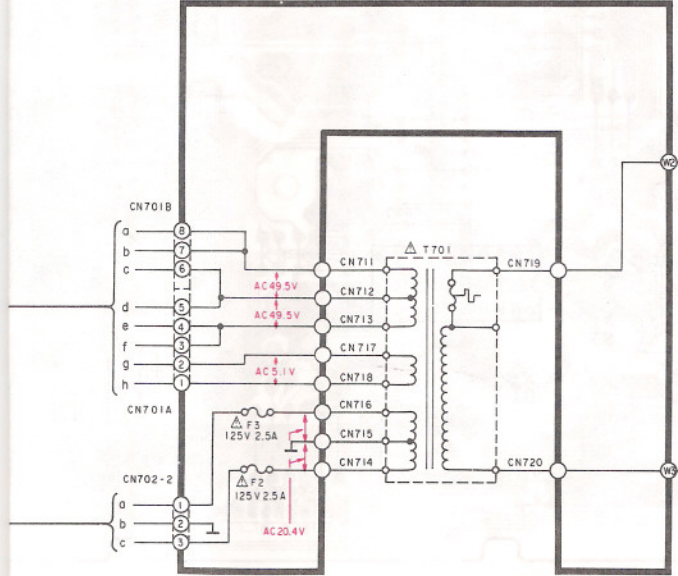 W2
CN701B
a 8
b 7
c 6
d 5
e 4
f 3
g 2
h 1
CN701A
CN711
AC49.5V
CN712
AC49.5V
CN713
CN717
AC5.1V
CN718
CN716
F3
125V 2.5A
CN715
CN714
F2
125V 2.5A
AC20.4V
T701
CN719
CN720
W3
CN702-2
a 1
b 2
c 3